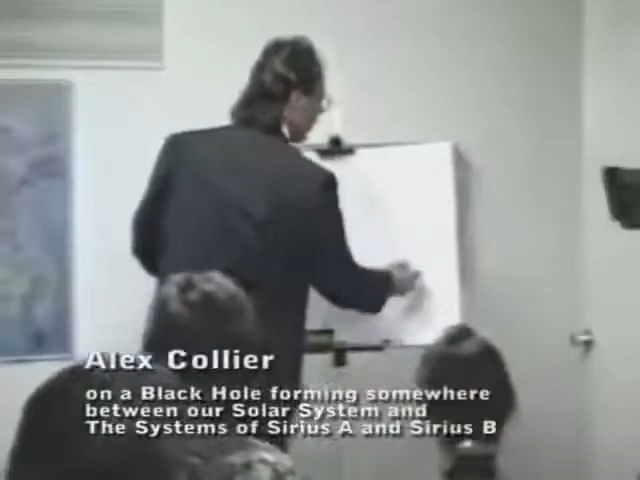 Alex Collier
on a Black Hole forming somewhere
between our Solar System and
The Systems of Sirius A and Sirius B